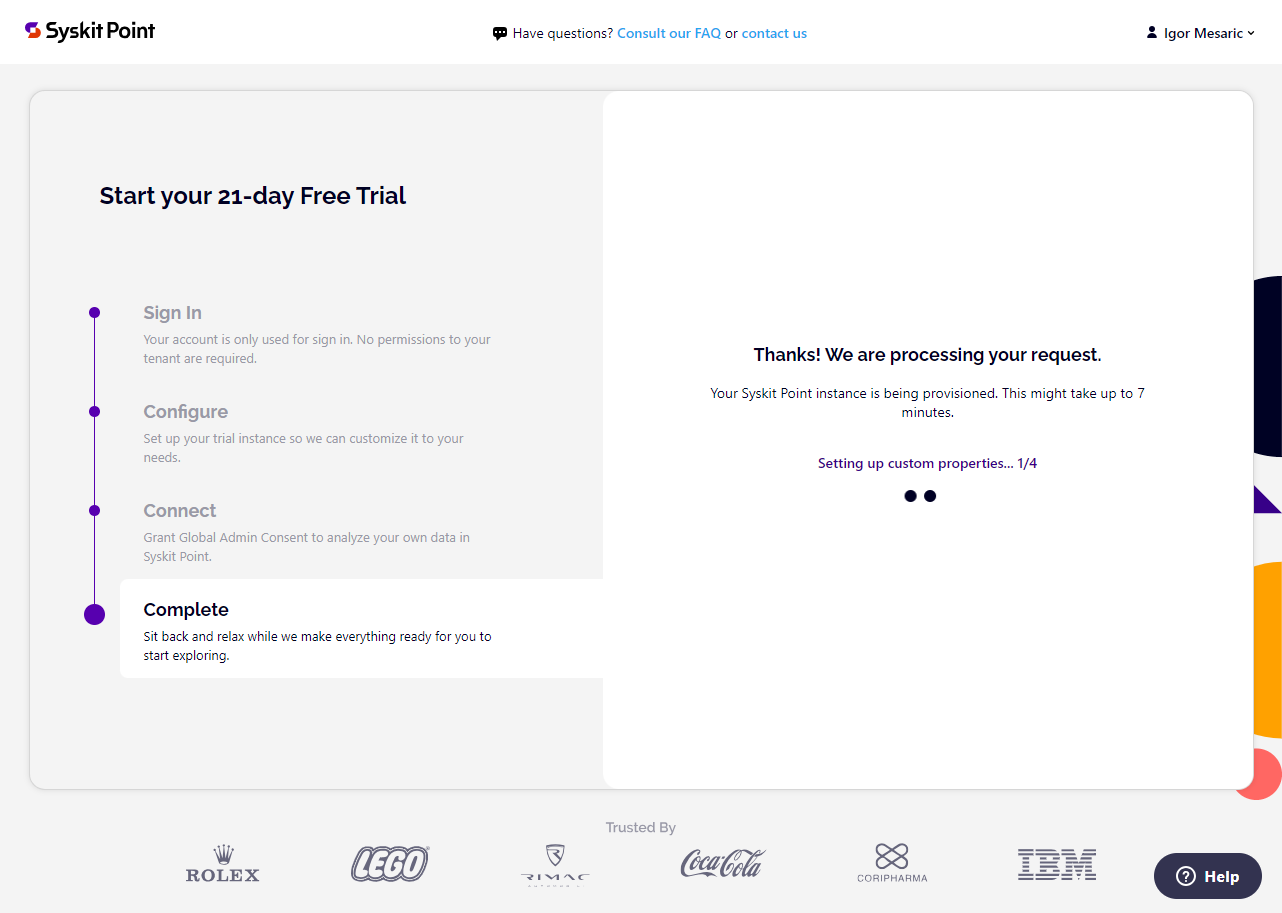 Syskit Point
Have questions? Consult our FAQ or contact us
Igor Mesaric
Start your 21-day Free Trial
Sign In
Your account is only used for sign in. No permissions to your
tenant are required.
Configure
Set up your trial instance so we can customize it to your
needs.
Connect
Grant Global Admin Consent to analyze your own data in
Syskit Point.
Complete
Sit back and relax while we make everything ready for you to
start exploring.
Thanks! We are processing your request.
Your Syskit Point instance is being provisioned. This might take up to 7
minutes.
Setting up custom properties... 1/4
Trusted By
ROLEX
LEGO
RIMAC
Coca-Cola
CORIPHARMA
IBM
Help